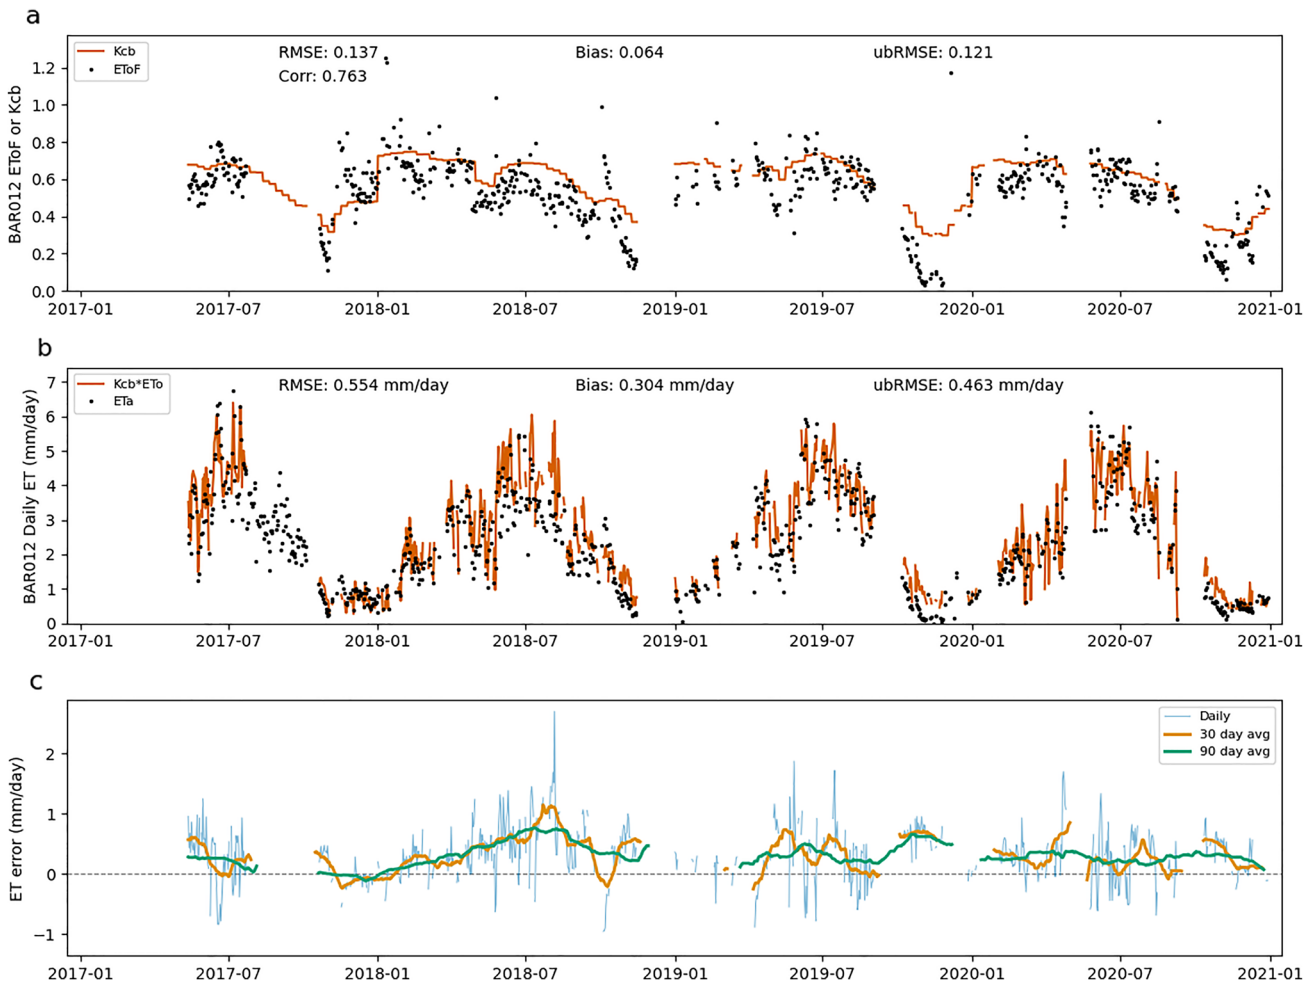 a
Kcb
EToF
RMSE: 0.137
Bias: 0.064
ubRMSE: 0.121
Corr: 0.763
BAR012 EToF or Kcb
1.2
1.0
0.8
0.6
0.4
0.2
0.0
2017-01 2017-07 2018-01 2018-07 2019-01 2019-07 2020-01 2020-07 2021-01
b
Kcb*ETo
ETa
RMSE: 0.554 mm/day
Bias: 0.304 mm/day
ubRMSE: 0.463 mm/day
BAR012 Daily ET (mm/day)
7
6
5
4
3
2
1
0
2017-01 2017-07 2018-01 2018-07 2019-01 2019-07 2020-01 2020-07 2021-01
c
Daily
30 day avg
90 day avg
ET error (mm/day)
2
1
0
−1
2017-01 2017-07 2018-01 2018-07 2019-01 2019-07 2020-01 2020-07 2021-01